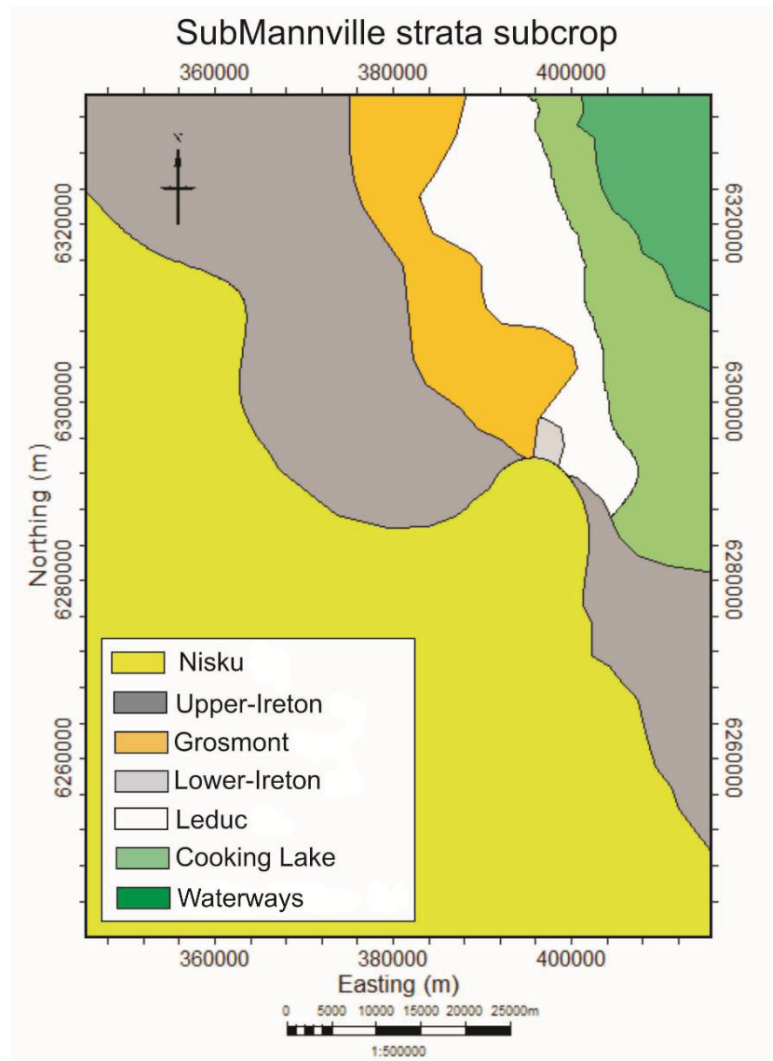 SubMannville strata subcrop
360000 380000 400000
N
6320000 6320000
6300000 6300000
6280000 6280000
6260000 6260000
Northing (m)
Nisku
Upper-Ireton
Grosmont
Lower-Ireton
Leduc
Cooking Lake
Waterways
360000 380000 400000
Easting (m)
0 5000 10000 15000 20000 25000m
1:500000